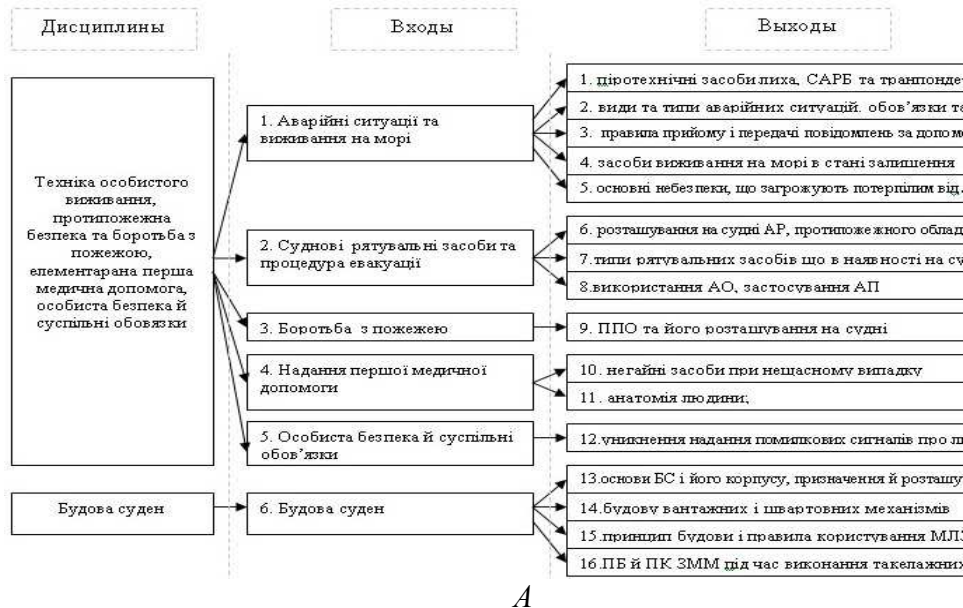 Дисциплины
Входы
Выходы
Техніка особистого
виживання,
протипожежна
безпека та боротьба з
пожежою,
елементарана перша
медична допомога,
особиста безпека й
суспільні обовязки
Будова суден
1. Аварійні ситуації та
виживання на морі
2. Суднові рятувальні засоби та
процедура евакуації
3. Боротьба з пожежею
4. Надання першої медичної
допомоги
5. Особиста безпека й суспільні
обов’язки
6. Будова суден
1. піротехнічні засоби лиха, САРБ та транпонде
2. види та типи аварійних ситуацій, обов’язки та
3. правила прийому і передачі повідомлень за допом
4. засоби виживання на морі в стані залишення
5. основні небезпеки, що загрожують потерпілим від
6. розташування на судні АР, протипожежного облад
7.типи рятувальних засобів що в наявності на су
8.використання АО, застосування АП
9. ППО та його розташування на судні
10. негайні засоби при нещасному випадку
11. анатомія людини;
12.уникнення надання помилкових сигналів про ли
13.основи БС і його корпусу, призначення й розташу
14.будову вантажних і швартовних механізмів
15.принцип будови і правила користування МЛЗ
16.ПБ й ПК ЗММ під час виконання такелажних
А